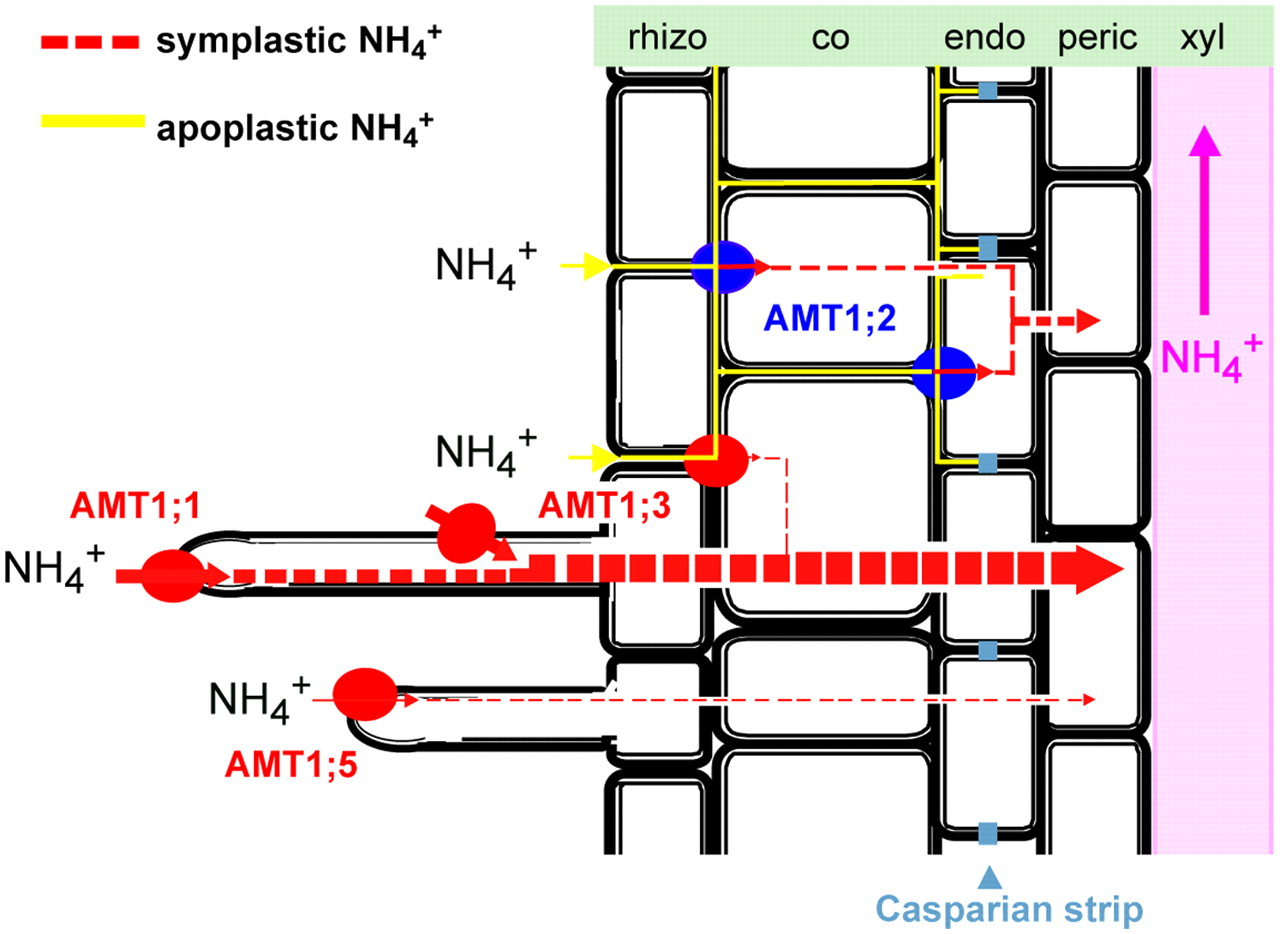 symplastic NH₄⁺
apoplastic NH₄⁺
rhizo co endo peric xyl
NH₄⁺
AMT1;2
NH₄⁺
NH₄⁺
AMT1;1
AMT1;3
NH₄⁺
NH₄⁺
AMT1;5
Casparian strip